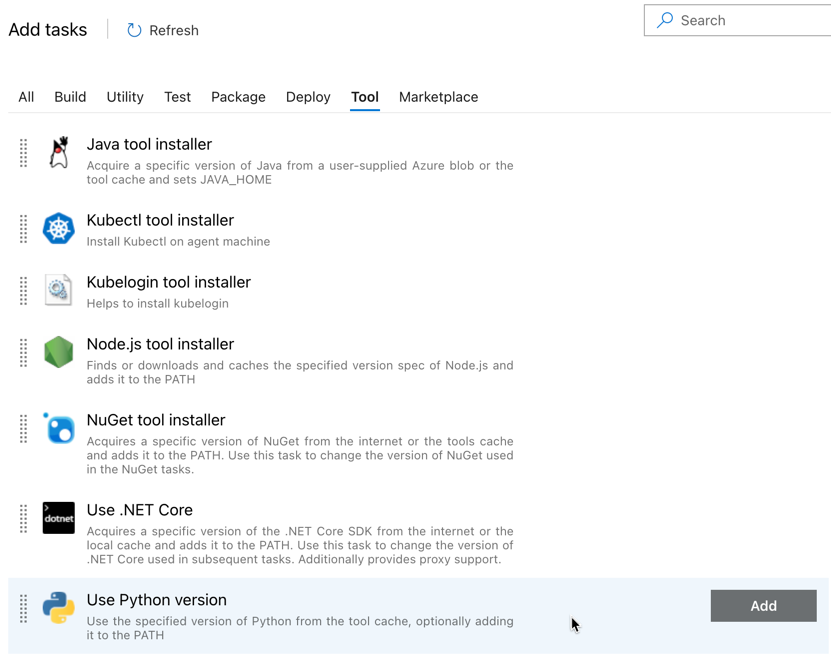 Add tasks
Refresh
Search
All Build Utility Test Package Deploy Tool Marketplace
Java tool installer
Acquire a specific version of Java from a user-supplied Azure blob or the
tool cache and sets JAVA_HOME
Kubectl tool installer
Install Kubectl on agent machine
Kubelogin tool installer
Helps to install kubelogin
Node.js tool installer
Finds or downloads and caches the specified version spec of Node.js and
adds it to the PATH
NuGet tool installer
Acquires a specific version of NuGet from the internet or the tools cache
and adds it to the PATH. Use this task to change the version of NuGet used
in the NuGet tasks.
dotnet
Use .NET Core
Acquires a specific version of the .NET Core SDK from the internet or the
local cache and adds it to the PATH. Use this task to change the version of
.NET Core used in subsequent tasks. Additionally provides proxy support.
Use Python version
Use the specified version of Python from the tool cache, optionally adding
it to the PATH
Add